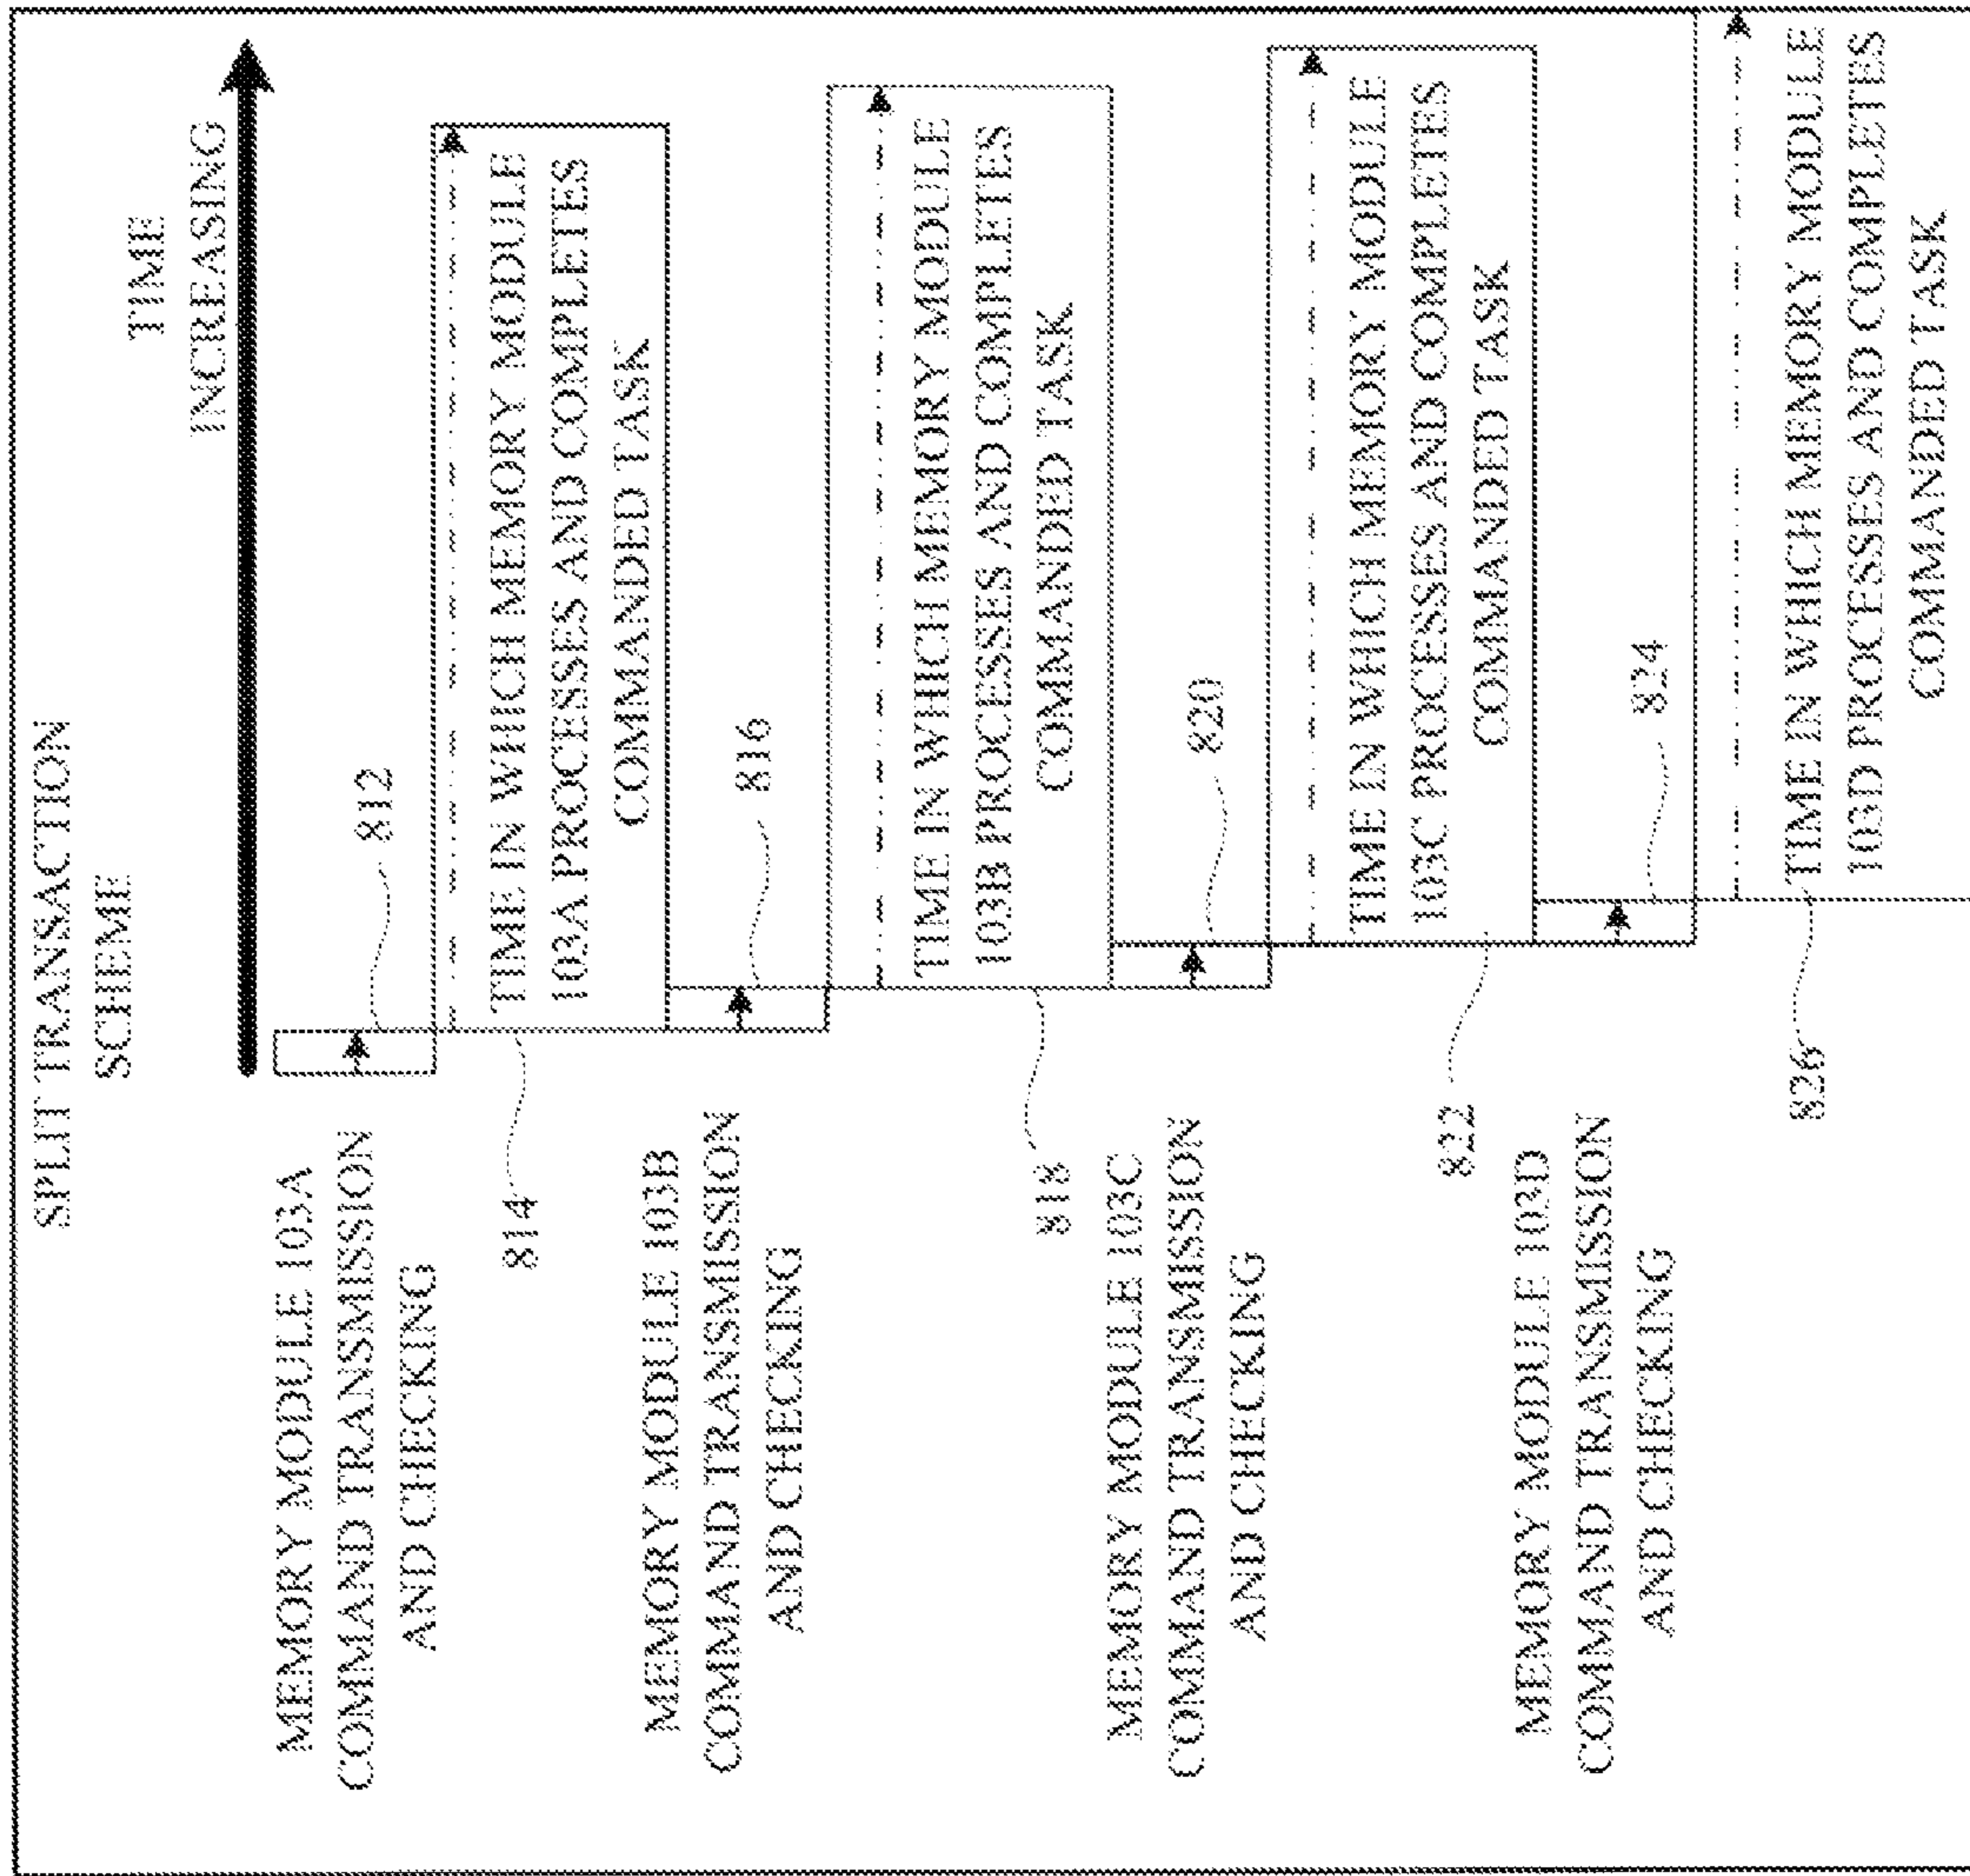 SPLIT TRANSACTION
SCHEME
TIME
INCREASING
MEMORY MODULE 103A
COMMAND TRANSMISSION
AND CHECKING
812
814
TIME IN WHICH MEMORY MODULE
103A PROCESSES AND COMPLETES
COMMANDED TASK
MEMORY MODULE 103B
COMMAND TRANSMISSION
AND CHECKING
816
818
TIME IN WHICH MEMORY MODULE
103B PROCESSES AND COMPLETES
COMMANDED TASK
MEMORY MODULE 103C
COMMAND TRANSMISSION
AND CHECKING
820
822
TIME IN WHICH MEMORY MODULE
103C PROCESSES AND COMPLETES
COMMANDED TASK
MEMORY MODULE 103D
COMMAND TRANSMISSION
AND CHECKING
824
826
TIME IN WHICH MEMORY MODULE
103D PROCESSES AND COMPLETES
COMMANDED TASK